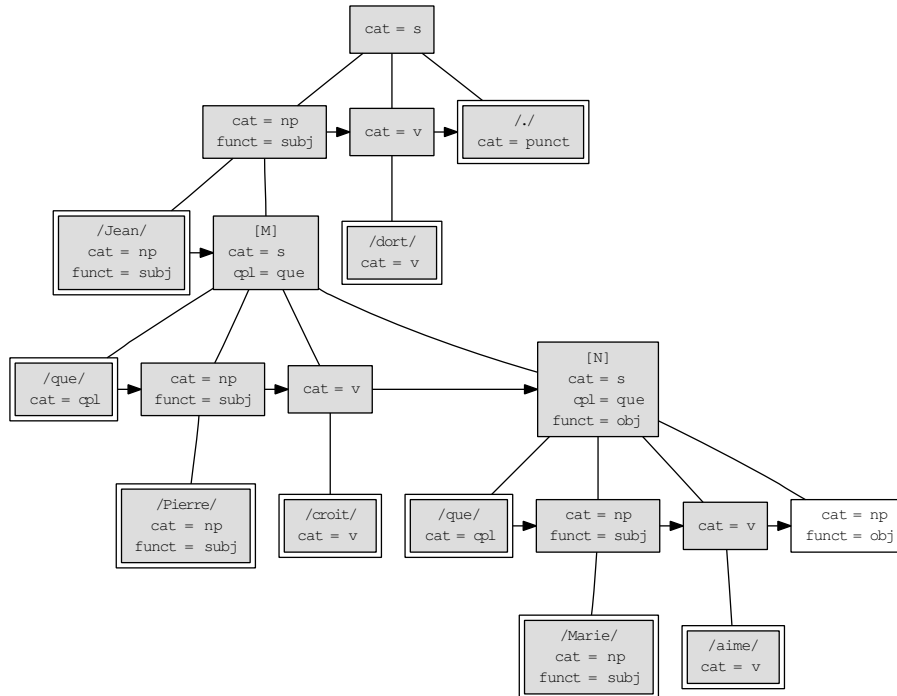 cat = s
cat = np
funct = subj
cat = v
/./
cat = punct
/Jean/
cat = np
funct = subj
[M]
cat = s
cpl = que
/dort/
cat = v
/que/
cat = cpl
cat = np
funct = subj
cat = v
[N]
cat = s
cpl = que
funct = obj
/Pierre/
cat = np
funct = subj
/croit/
cat = v
/que/
cat = cpl
cat = np
funct = subj
cat = v
cat = np
funct = obj
/Marie/
cat = np
funct = subj
/aime/
cat = v